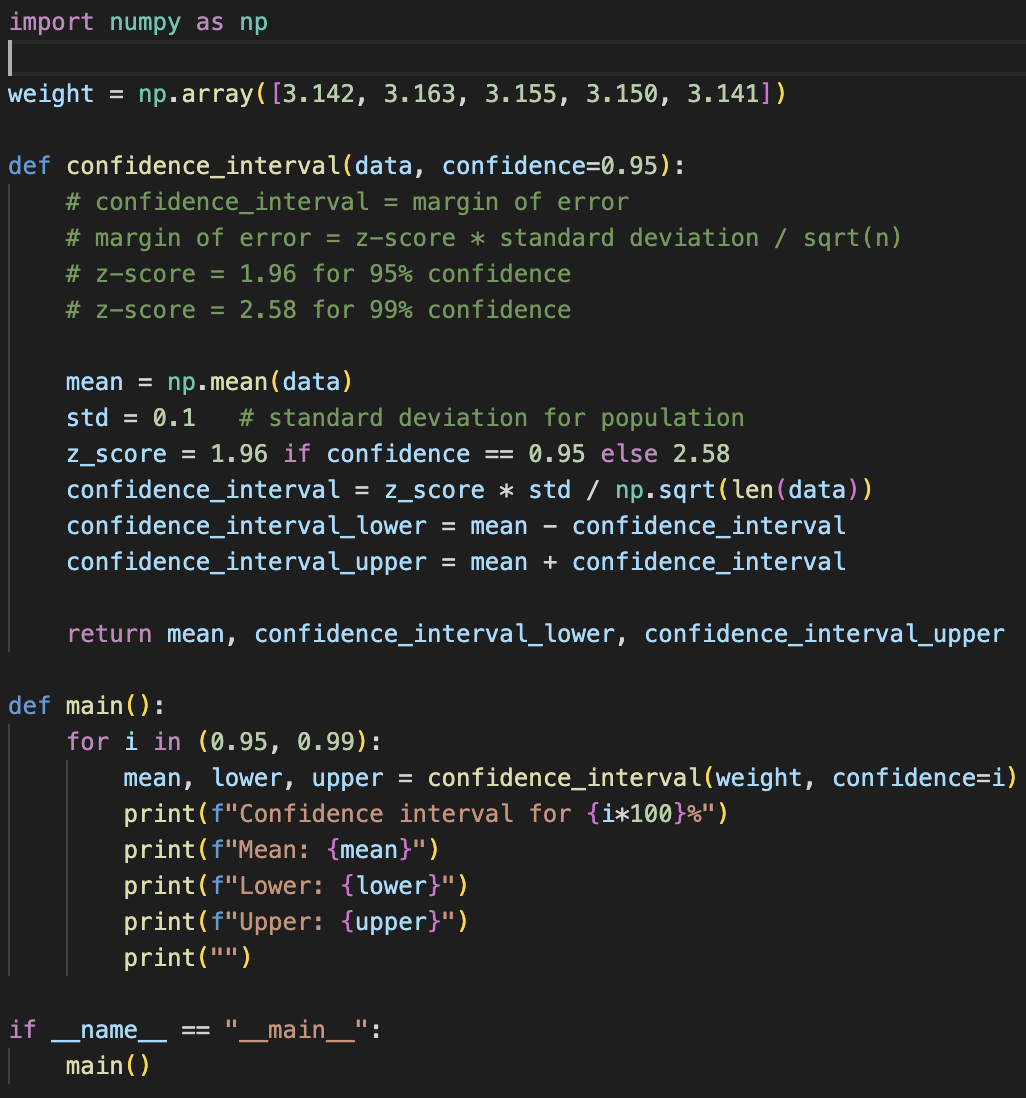 import numpy as np
weight = np.array([3.142, 3.163, 3.155, 3.150, 3.141])
def confidence_interval(data, confidence=0.95):
# confidence_interval = margin of error
# margin of error = z-score * standard deviation / sqrt(n)
# z-score = 1.96 for 95% confidence
# z-score = 2.58 for 99% confidence
mean = np.mean(data)
std = 0.1   # standard deviation for population
z_score = 1.96 if confidence == 0.95 else 2.58
confidence_interval = z_score * std / np.sqrt(len(data))
confidence_interval_lower = mean - confidence_interval
confidence_interval_upper = mean + confidence_interval
return mean, confidence_interval_lower, confidence_interval_upper
def main():
for i in (0.95, 0.99):
mean, lower, upper = confidence_interval(weight, confidence=i)
print(f"Confidence interval for {i*100}%")
print(f"Mean: {mean}")
print(f"Lower: {lower}")
print(f"Upper: {upper}")
print("")
if __name__ == "__main__":
main()